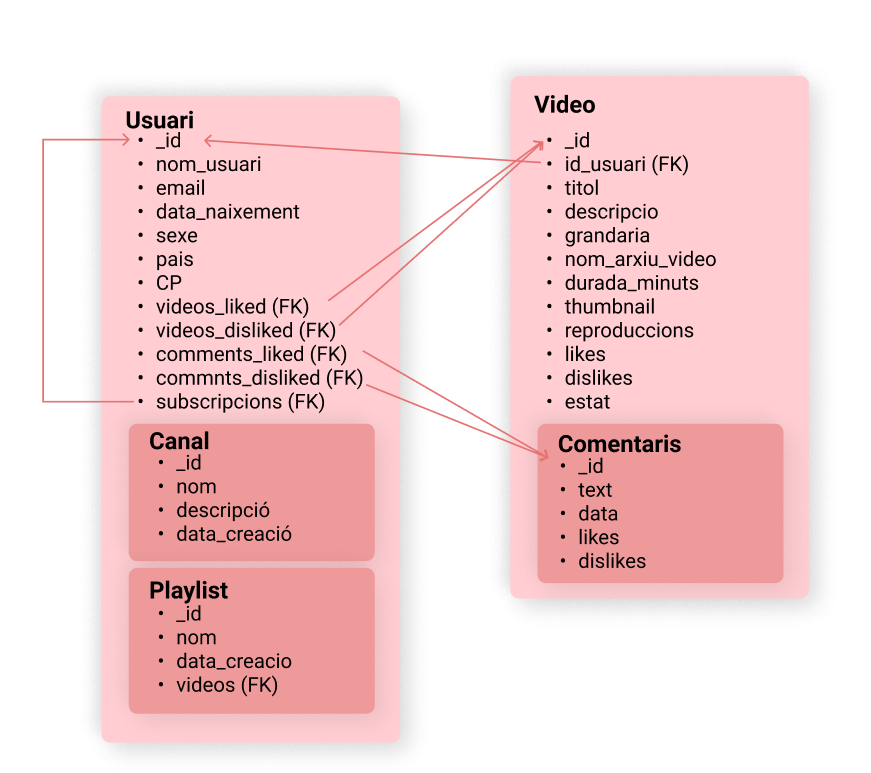 Usuari
• _id
• nom_usuari
• email
• data_naixement
• sexe
• pais
• CP
• videos_liked (FK)
• videos_disliked (FK)
• comments_liked (FK)
• commnts_disliked (FK)
• subscripcions (FK)
Canal
• _id
• nom
• descripció
• data_creació
Playlist
• _id
• nom
• data_creacio
• videos (FK)
Video
• _id
• id_usuari (FK)
• titol
• descripcio
• grandaria
• nom_arxiu_video
• durada_minuts
• thumbnail
• reproduccions
• likes
• dislikes
• estat
Comentaris
• _id
• text
• data
• likes
• dislikes